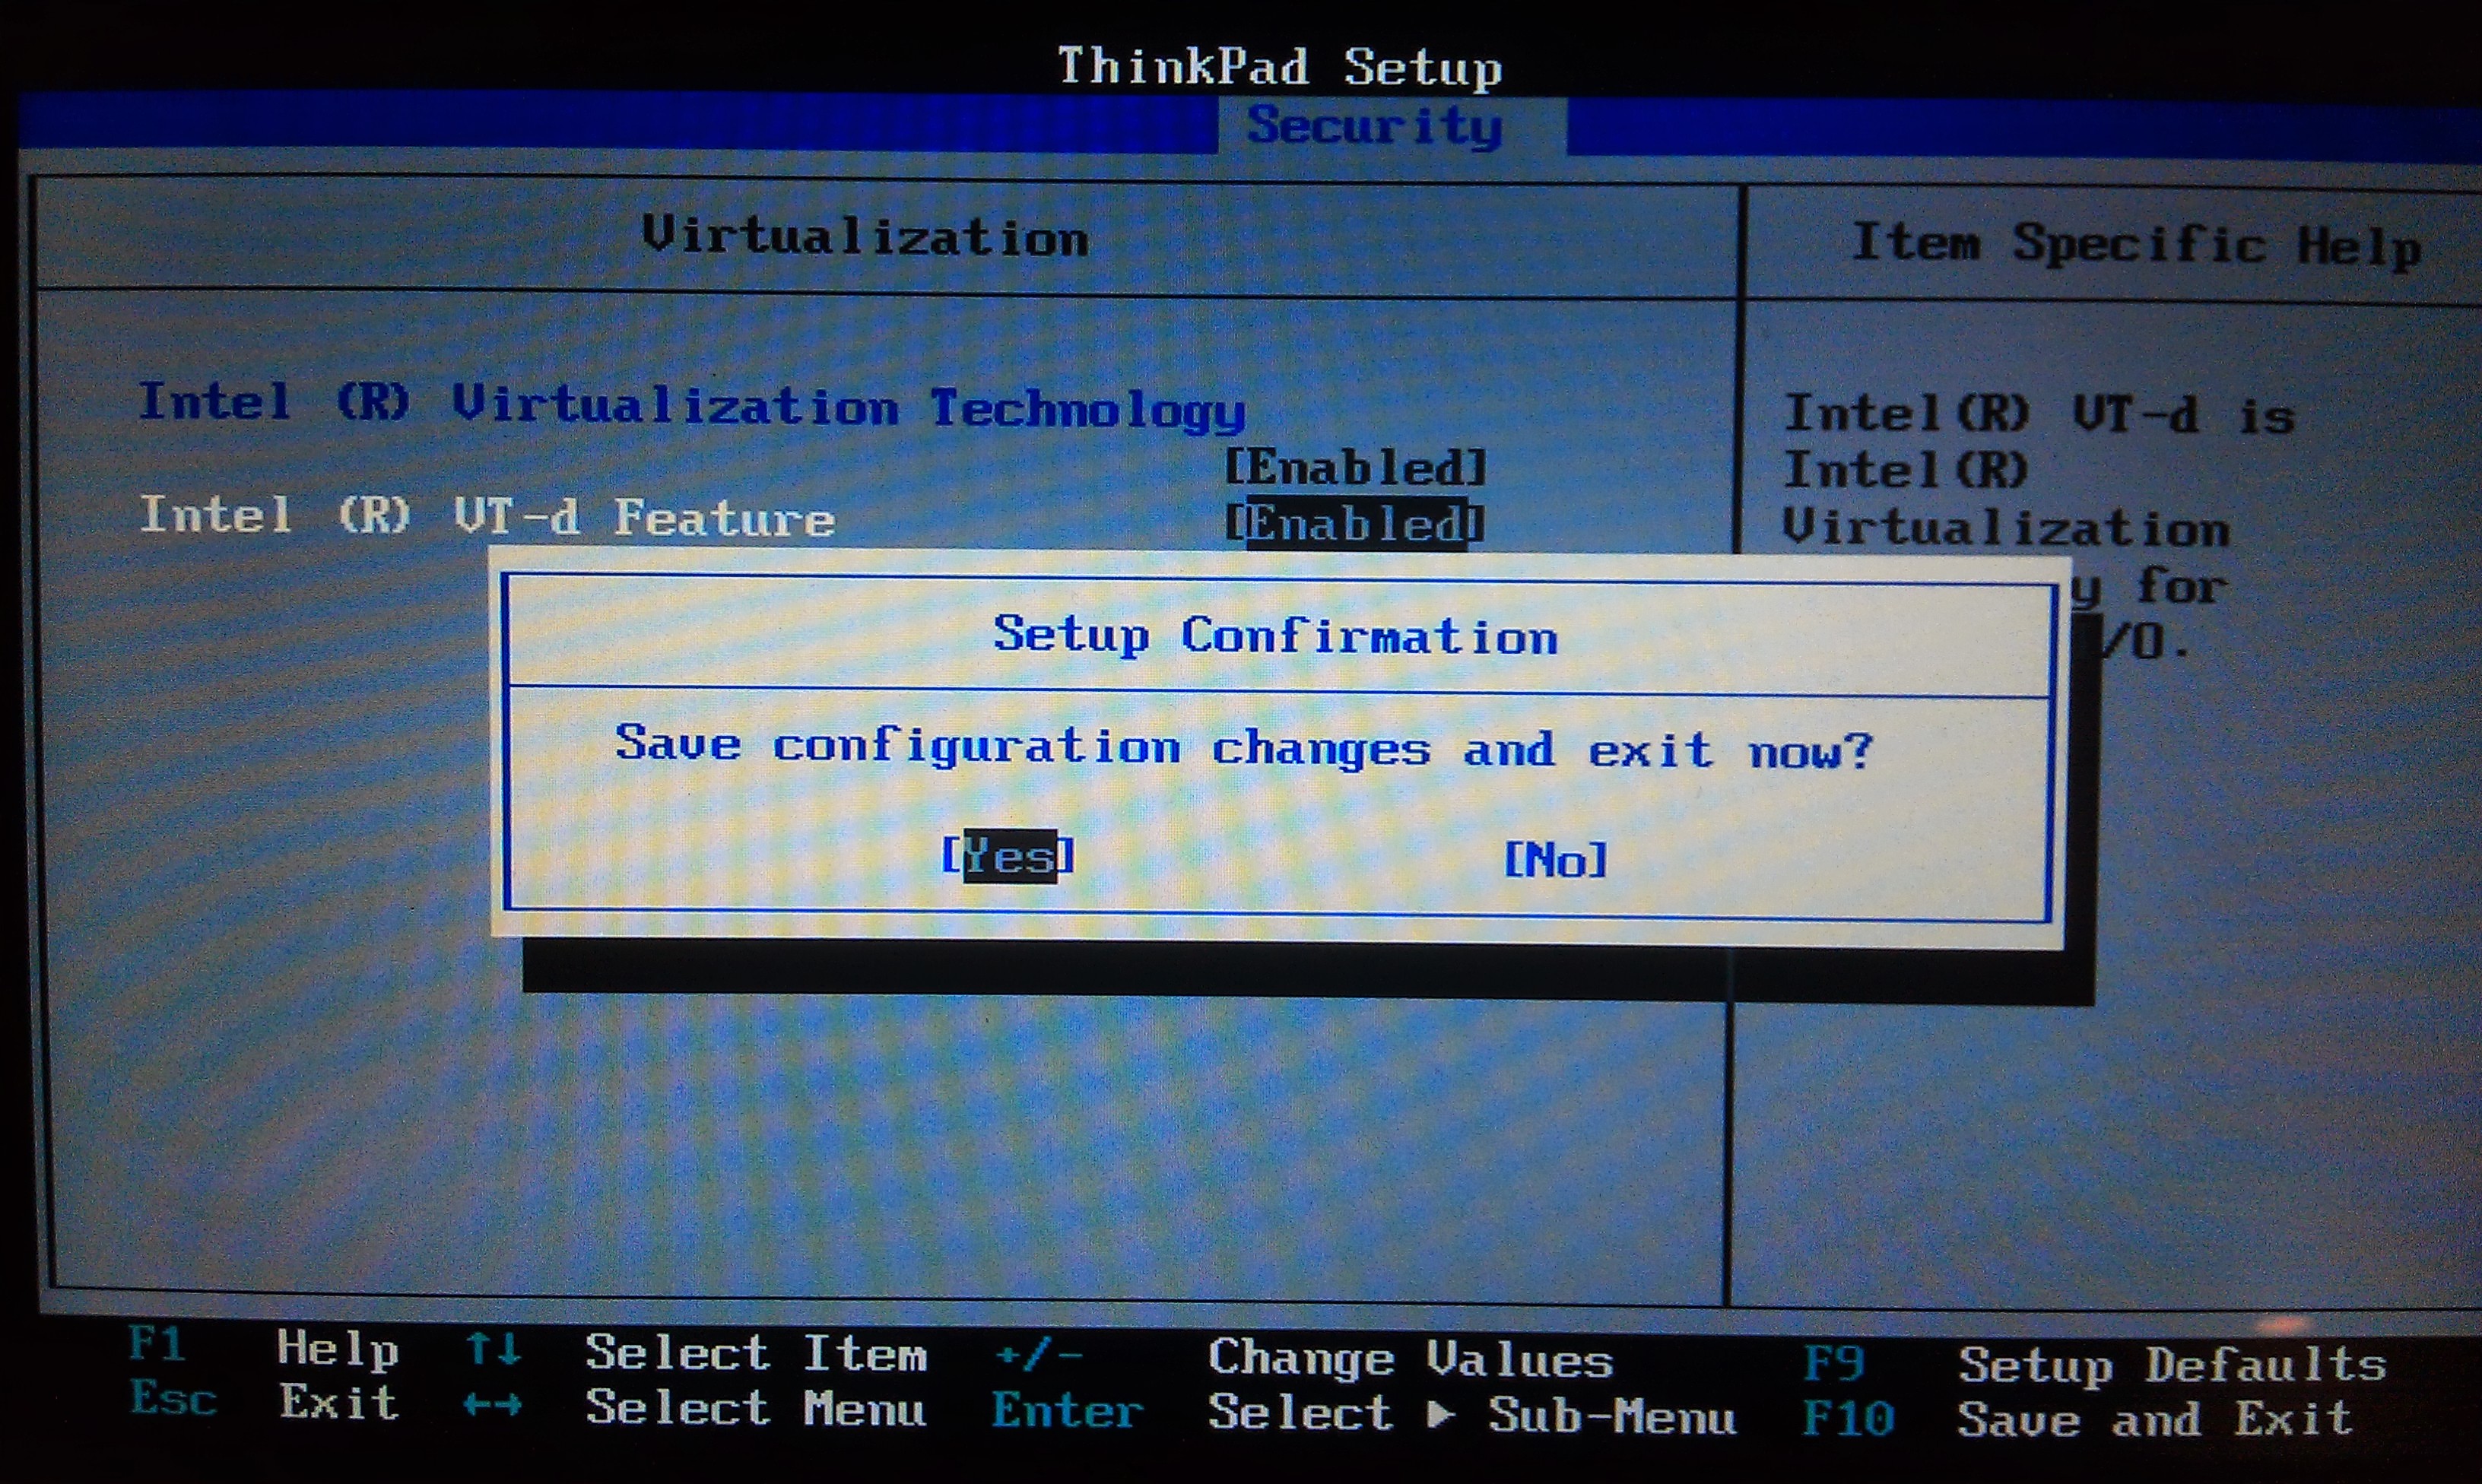 ThinkPad Setup
Security
Virtualization
Item Specific Help
Intel (R) Virtualization Technology
[Enabled]
Intel (R) VT-d Feature [Enabled]
Intel(R) VT-d is
Intel(R)
Virtualization
y for
/O.
Setup Confirmation
Save configuration changes and exit now?
[Yes] [No]
F1 Help ↑↓ Select Item +/- Change Values F9 Setup Defaults
Esc Exit ←→ Select Menu Enter Select ▶ Sub-Menu F10 Save and Exit